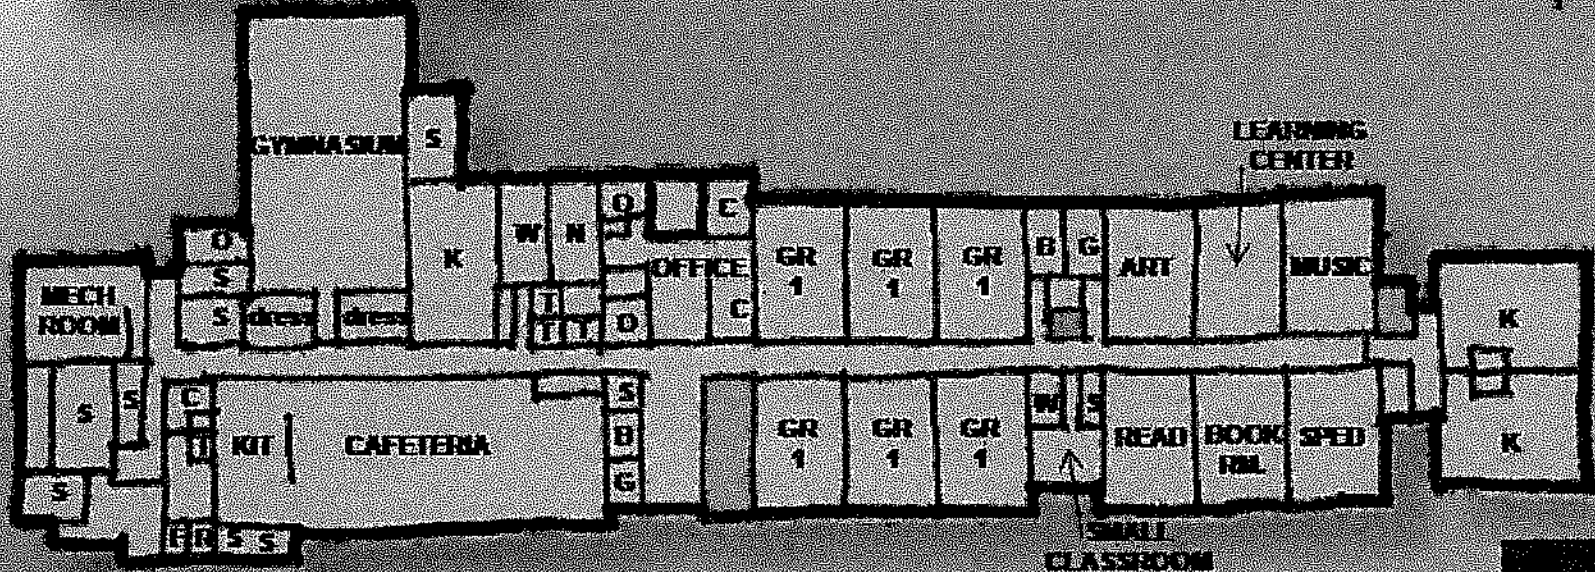 LEARNING
CENTER
GYMNASIUM
S
O
S
S
dress
dress
K
W
N
O
C
OFFICE
T
T
T
O
C
GR
1
GR
1
GR
1
B
G
ART
MUSIC
K
MECH
ROOM
S
S
S
C
T
KIT
CAFETERIA
S
B
G
GR
1
GR
1
GR
1
W
S
READ
BOOK
RM.
SPED
K
R
S
S
SMALL
CLASSROOM